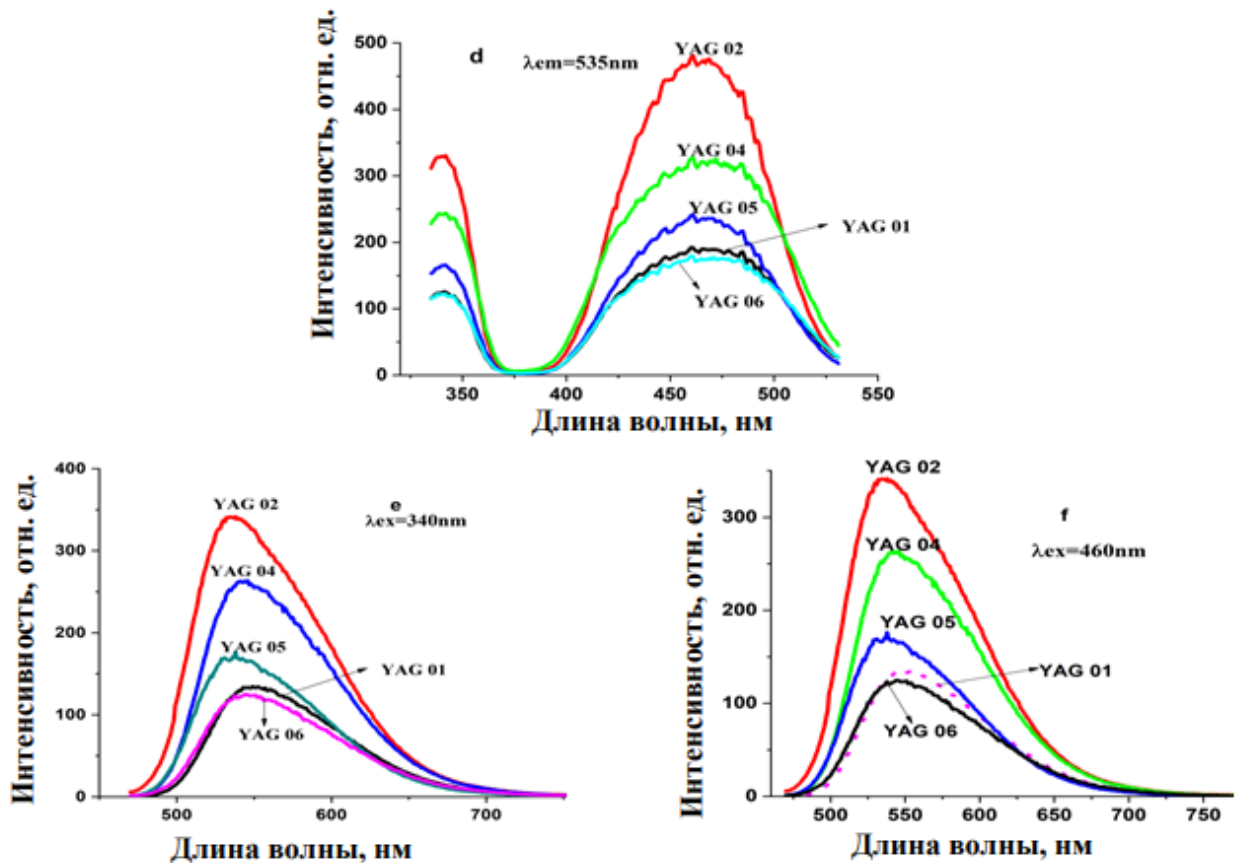 d
λem=535nm
YAG 02
YAG 04
YAG 05
YAG 01
YAG 06
Интенсивность, отн. ед.
500
400
300
200
100
0
350 400 450 500 550
Длина волны, нм
e
λex=340nm
YAG 02
YAG 04
YAG 05
YAG 01
YAG 06
Интенсивность, отн. ед.
400
300
200
100
0
500 600 700
Длина волны, нм
f
λex=460nm
YAG 02
YAG 04
YAG 05
YAG 01
YAG 06
Интенсивность, отн. ед.
300
200
100
0
500 550 600 650 700 750
Длина волны, нм